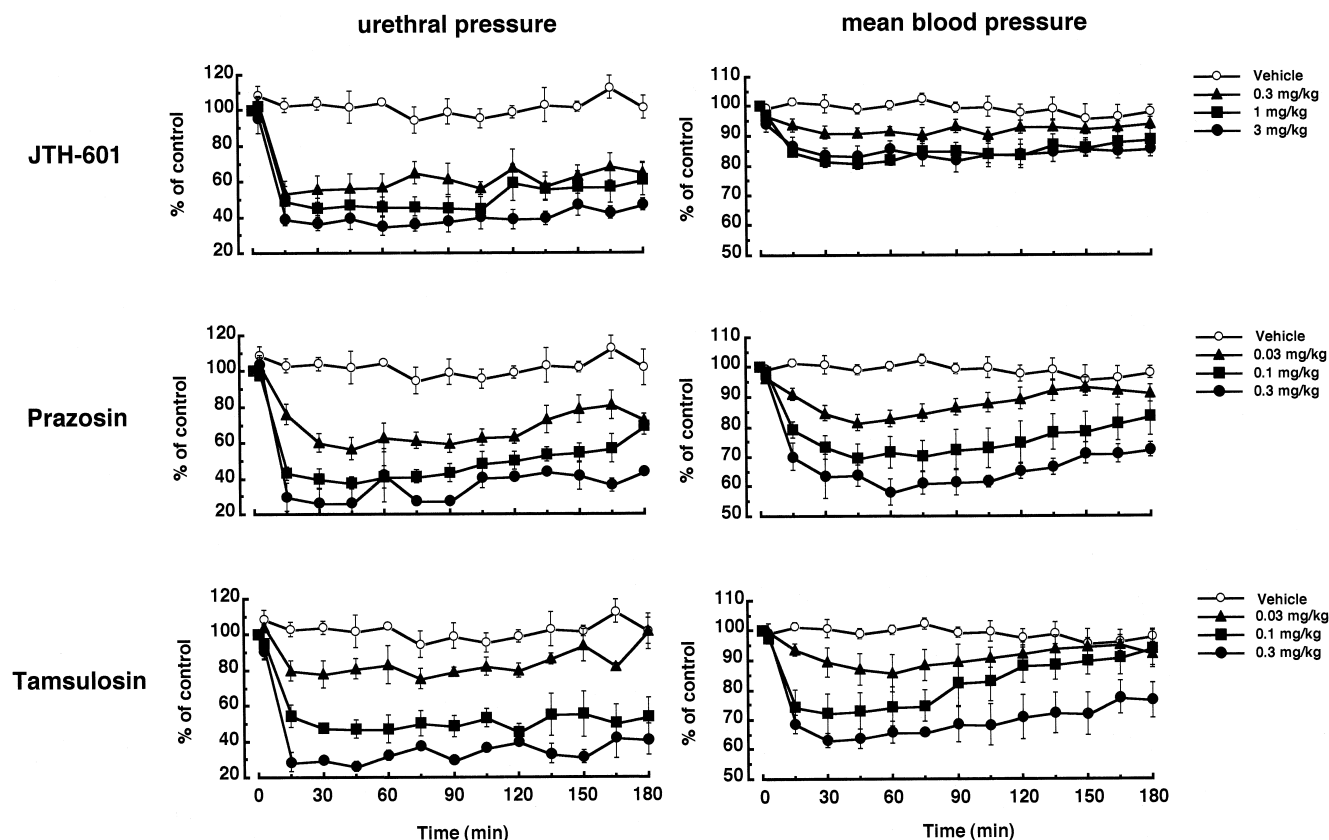 urethral pressure
mean blood pressure
JTH-601
% of control
120
100
80
60
40
20
% of control
110
100
90
80
70
60
50
Vehicle
0.3 mg/kg
1 mg/kg
3 mg/kg
Prazosin
% of control
120
100
80
60
40
20
% of control
110
100
90
80
70
60
50
Vehicle
0.03 mg/kg
0.1 mg/kg
0.3 mg/kg
Tamsulosin
% of control
120
100
80
60
40
20
0 30 60 90 120 150 180
Time (min)
% of control
110
100
90
80
70
60
50
0 30 60 90 120 150 180
Time (min)
Vehicle
0.03 mg/kg
0.1 mg/kg
0.3 mg/kg